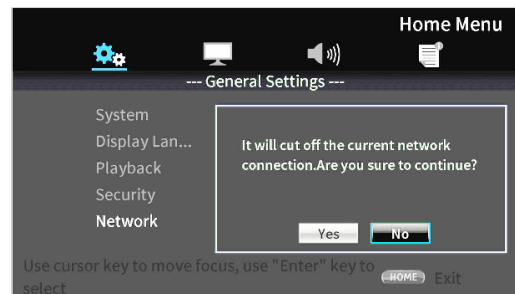 Home Menu
--- General Settings ---
System
Display Lan...
Playback
Security
Network
It will cut off the current network
connection.Are you sure to continue?
Yes No
Use cursor key to move focus, use "Enter" key to
select
HOME Exit